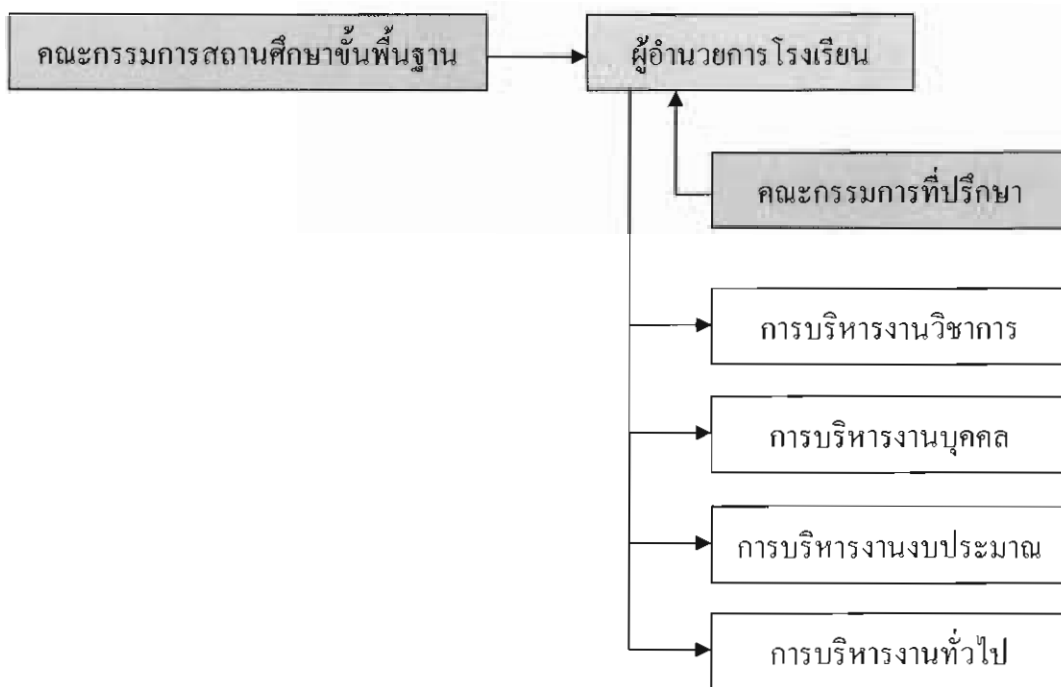 คณะกรรมการสถานศึกษาขั้นพื้นฐาน
ผู้อำนวยการโรงเรียน
คณะกรรมการที่ปรึกษา
การบริหารงานวิชาการ
การบริหารงานบุคคล
การบริหารงานงบประมาณ
การบริหารงานทั่วไป